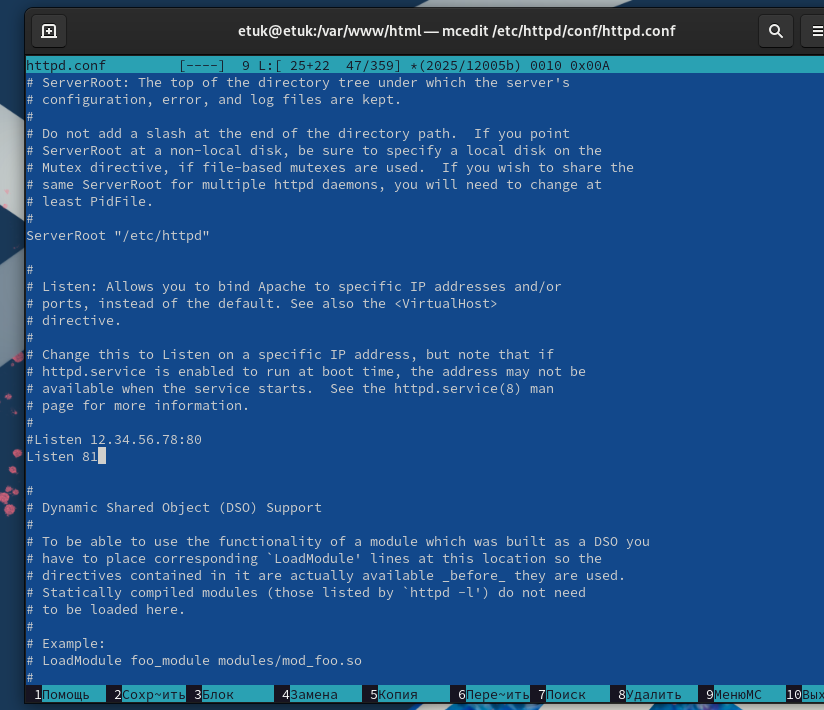 etuk@etuk:/var/www/html — mcedit /etc/httpd/conf/httpd.conf
httpd.conf         [----]  9 L:[ 25+22  47/359] *(2025/12005b) 0010 0x00A
# ServerRoot: The top of the directory tree under which the server's
# configuration, error, and log files are kept.
#
# Do not add a slash at the end of the directory path.  If you point
# ServerRoot at a non-local disk, be sure to specify a local disk on the
# Mutex directive, if file-based mutexes are used.  If you wish to share the
# same ServerRoot for multiple httpd daemons, you will need to change at
# least PidFile.
#
ServerRoot "/etc/httpd"

#
# Listen: Allows you to bind Apache to specific IP addresses and/or
# ports, instead of the default. See also the <VirtualHost>
# directive.
#
# Change this to Listen on a specific IP address, but note that if
# httpd.service is enabled to run at boot time, the address may not be
# available when the service starts.  See the httpd.service(8) man
# page for more information.
#
#Listen 12.34.56.78:80
Listen 81

#
# Dynamic Shared Object (DSO) Support
#
# To be able to use the functionality of a module which was built as a DSO you
# have to place corresponding `LoadModule' lines at this location so the
# directives contained in it are actually available _before_ they are used.
# Statically compiled modules (those listed by `httpd -l') do not need
# to be loaded here.
#
# Example:
# LoadModule foo_module modules/mod_foo.so
#
1Помощь 2Сохр~ить 3Блок 4Замена 5Копия 6Пере~ить 7Поиск 8Удалить 9МенюMC 10Вых